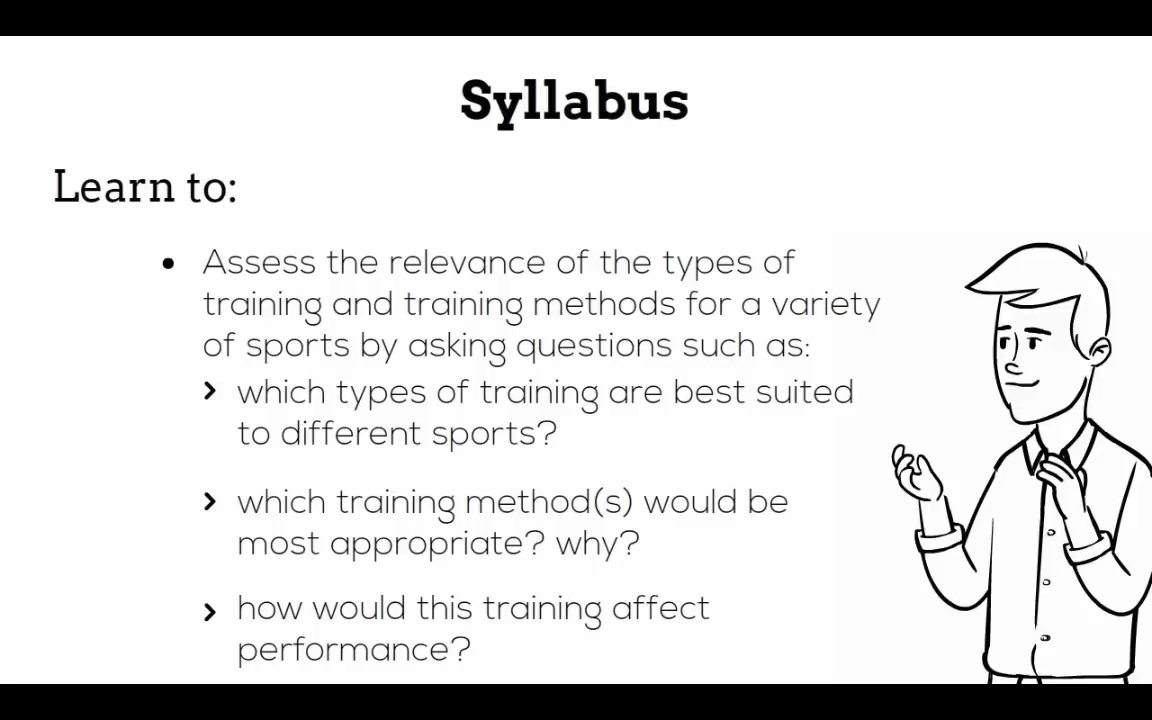 Syllabus
Learn to:
• Assess the relevance of the types of
training and training methods for a variety
of sports by asking questions such as:
› which types of training are best suited
to different sports?
› which training method(s) would be
most appropriate? why?
› how would this training affect
performance?